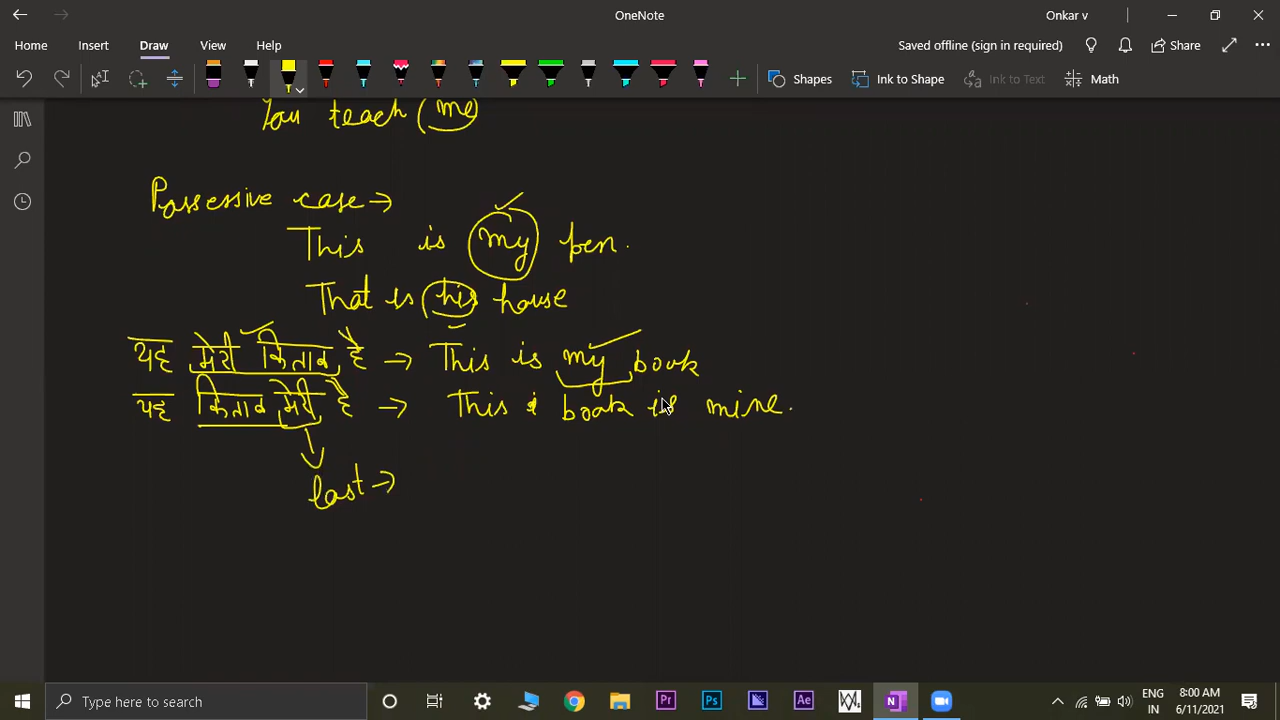 OneNote
Onkar v
Home Insert Draw View Help
Saved offline (sign in required)
Share
Shapes
Ink to Shape
Ink to Text
Math
You teach (me)
Possessive case →
This is my pen.
That is his house
यह मेरी किताब है → This is my book
यह किताब मेरी है → This book is mine.
last →
Type here to search
ENG
IN
8:00 AM
6/11/2021